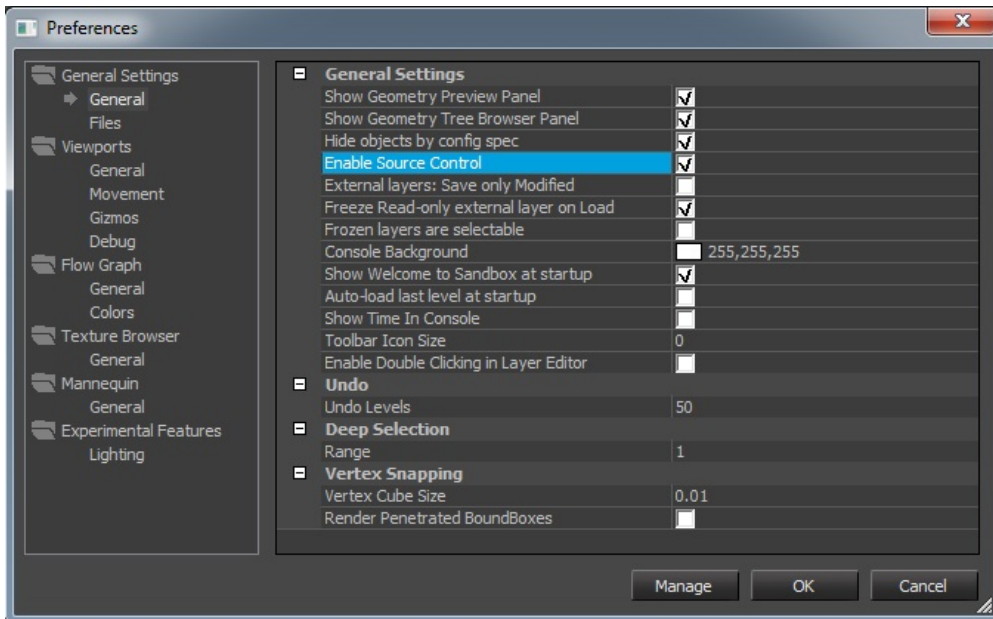 Preferences
General Settings
General
Files
Viewports
General
Movement
Gizmos
Debug
Flow Graph
General
Colors
Texture Browser
General
Mannequin
General
Experimental Features
Lighting
General Settings
Show Geometry Preview Panel
Show Geometry Tree Browser Panel
Hide objects by config spec
Enable Source Control
External layers: Save only Modified
Freeze Read-only external layer on Load
Frozen layers are selectable
Console Background 255,255,255
Show Welcome to Sandbox at startup
Auto-load last level at startup
Show Time In Console
Toolbar Icon Size 0
Enable Double Clicking in Layer Editor
Undo
Undo Levels 50
Deep Selection
Range 1
Vertex Snapping
Vertex Cube Size 0.01
Render Penetrated BoundBoxes
Manage OK Cancel